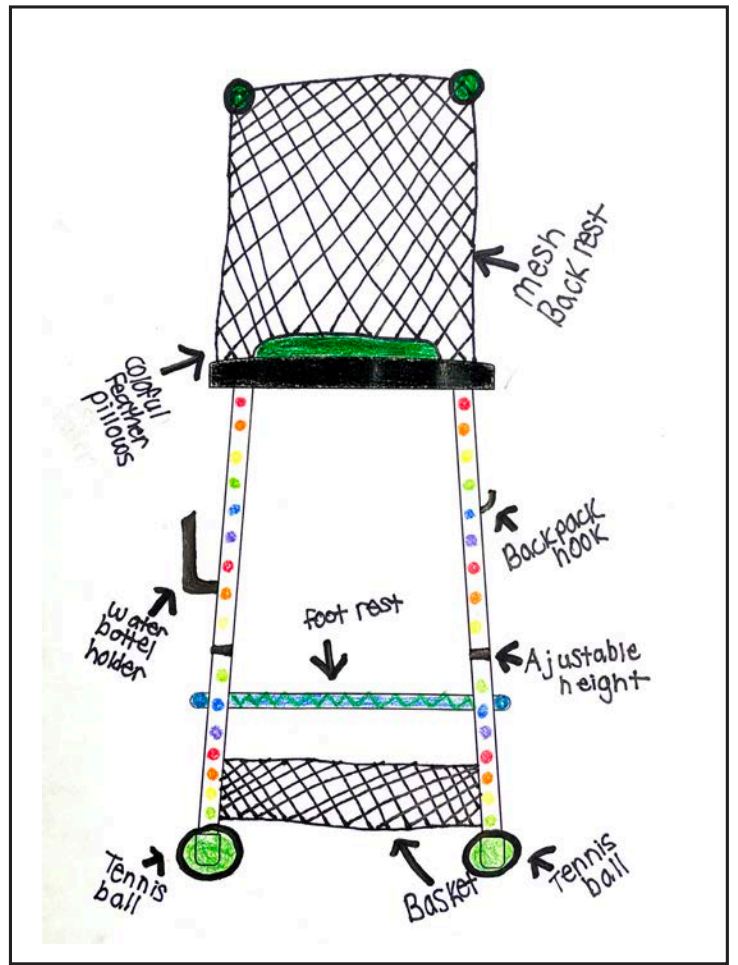 mesh
Back rest
Coloful
Feather
pillows
Backpack
hook
water
bottel
holder
foot rest
Ajustable
height
Tennis
ball
Basket
Tennis
ball